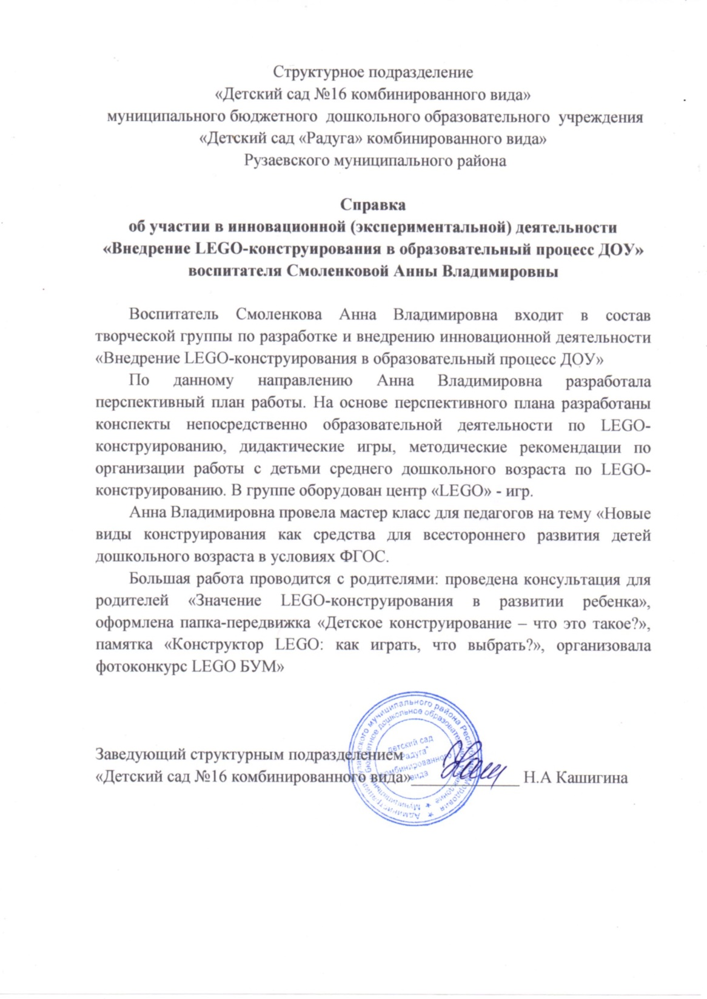 Структурное подразделение
«Детский сад №16 комбинированного вида»
муниципального бюджетного дошкольного образовательного учреждения
«Детский сад «Радуга» комбинированного вида»
Рузаевского муниципального района
Справка
об участии в инновационной (экспериментальной) деятельности
«Внедрение LEGO-конструирования в образовательный процесс ДОУ»
воспитателя Смоленковой Анны Владимировны
Воспитатель Смоленкова Анна Владимировна входит в состав
творческой группы по разработке и внедрению инновационной деятельности
«Внедрение LEGO-конструирования в образовательный процесс ДОУ»
По данному направлению Анна Владимировна разработала
перспективный план работы. На основе перспективного плана разработаны
конспекты непосредственно образовательной деятельности по LEGO-
конструированию, дидактические игры, методические рекомендации по
организации работы с детьми среднего дошкольного возраста по LEGO-
конструированию. В группе оборудован центр «LEGO» - игр.
Анна Владимировна провела мастер класс для педагогов на тему «Новые
виды конструирования как средства для всестороннего развития детей
дошкольного возраста в условиях ФГОС.
Большая работа проводится с родителями: проведена консультация для
родителей «Значение LEGO-конструирования в развитии ребенка»,
оформлена папка-передвижка «Детское конструирование – что это такое?»,
памятка «Конструктор LEGO: как играть, что выбрать?», организовала
фотоконкурс LEGO БУМ»
Заведующий структурным подразделением
«Детский сад №16 комбинированного вида»_____________ Н.А Кашигина
муниципального района
дошкольное
детский сад
"Радуга"
комбинированного
вида